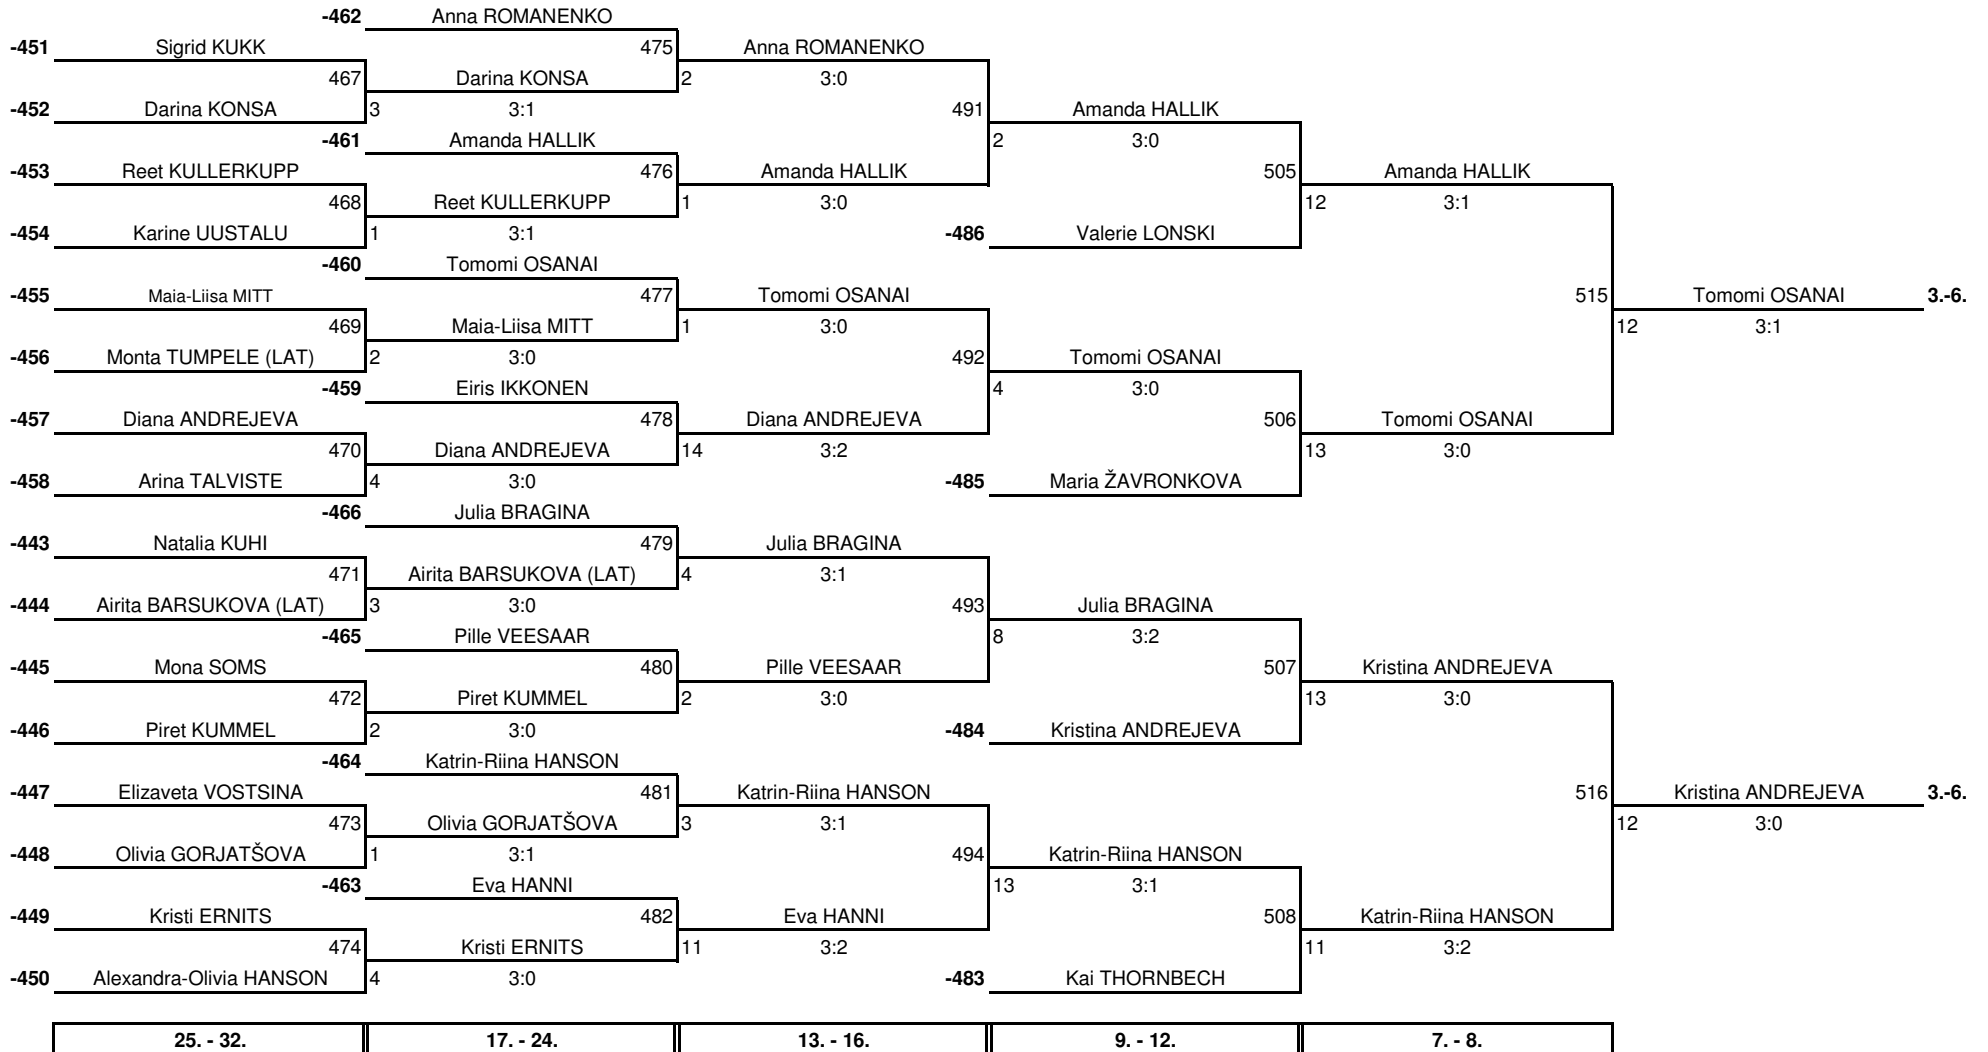 -462 Anna ROMANENKO
-451 Sigrid KUKK 475 Anna ROMANENKO
467 Darina KONSA 2 3:0
-452 Darina KONSA 3 3:1 491 Amanda HALLIK
-461 Amanda HALLIK 2 3:0
-453 Reet KULLERKUPP 476 Amanda HALLIK 505 Amanda HALLIK
468 Reet KULLERKUPP 1 3:0 12 3:1
-454 Karine UUSTALU 1 3:1 -486 Valerie LONSKI
-460 Tomomi OSANAI
-455 Maia-Liisa MITT 477 Tomomi OSANAI 515 Tomomi OSANAI 3.-6.
469 Maia-Liisa MITT 1 3:0 12 3:1
-456 Monta TUMPELE (LAT) 2 3:0 492 Tomomi OSANAI
-459 Eiris IKKONEN 4 3:0
-457 Diana ANDREJEVA 478 Diana ANDREJEVA 506 Tomomi OSANAI
470 Diana ANDREJEVA 14 3:2 13 3:0
-458 Arina TALVISTE 4 3:0 -485 Maria ŽAVRONKOVA
-466 Julia BRAGINA
-443 Natalia KUHI 479 Julia BRAGINA
471 Airita BARSUKOVA (LAT) 4 3:1
-444 Airita BARSUKOVA (LAT) 3 3:0 493 Julia BRAGINA
-465 Pille VEESAAR 8 3:2
-445 Mona SOMS 480 Pille VEESAAR 507 Kristina ANDREJEVA
472 Piret KUMMEL 2 3:0 13 3:0
-446 Piret KUMMEL 2 3:0 -484 Kristina ANDREJEVA
-464 Katrin-Riina HANSON
-447 Elizaveta VOSTSINA 481 Katrin-Riina HANSON 516 Kristina ANDREJEVA 3.-6.
473 Olivia GORJATŠOVA 3 3:1 12 3:0
-448 Olivia GORJATŠOVA 1 3:1 494 Katrin-Riina HANSON
-463 Eva HANNI 13 3:1
-449 Kristi ERNITS 482 Eva HANNI 508 Katrin-Riina HANSON
474 Kristi ERNITS 11 3:2 11 3:2
-450 Alexandra-Olivia HANSON 4 3:0 -483 Kai THORNBECH
25. - 32. 17. - 24. 13. - 16. 9. - 12. 7. - 8.